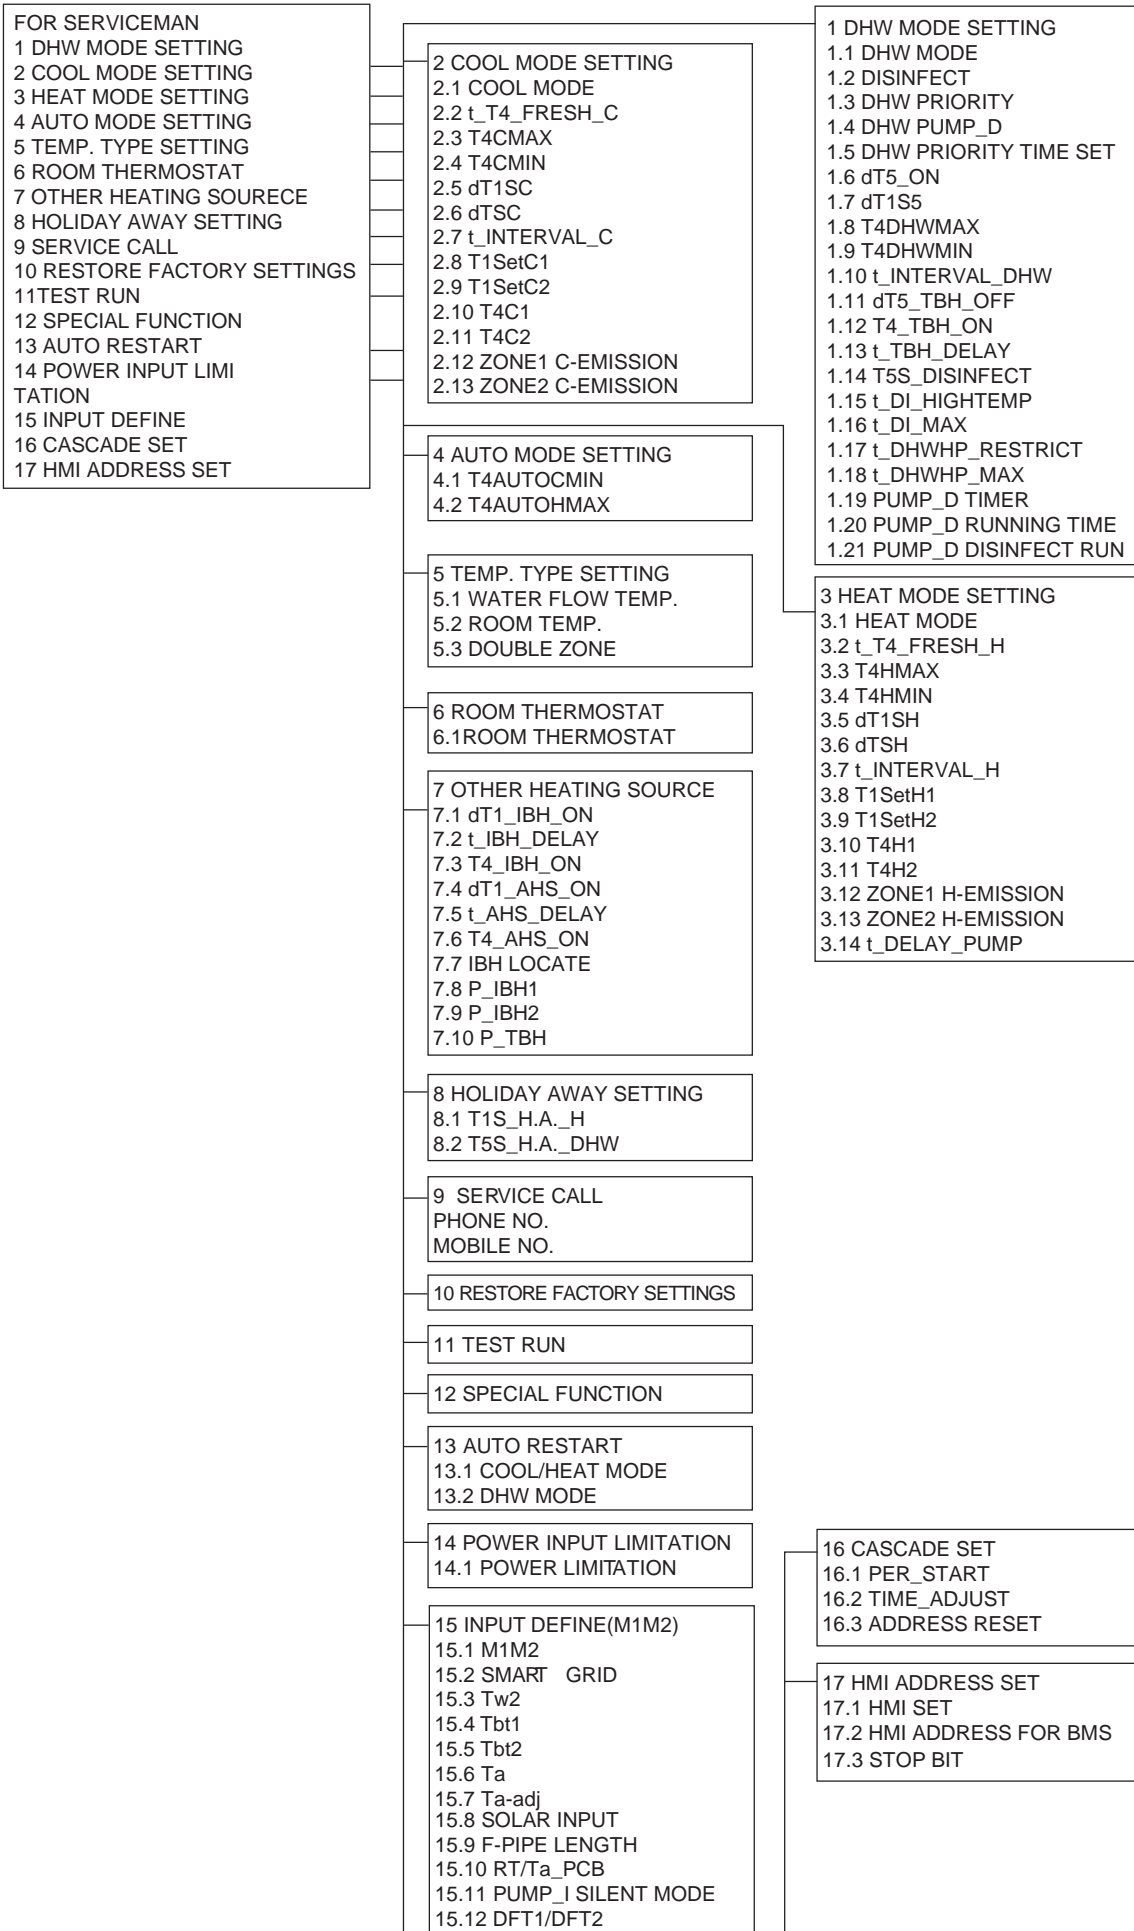 FOR SERVICEMAN
1 DHW MODE SETTING
2 COOL MODE SETTING
3 HEAT MODE SETTING
4 AUTO MODE SETTING
5 TEMP. TYPE SETTING
6 ROOM THERMOSTAT
7 OTHER HEATING SOURECE
8 HOLIDAY AWAY SETTING
9 SERVICE CALL
10 RESTORE FACTORY SETTINGS
11TEST RUN
12 SPECIAL FUNCTION
13 AUTO RESTART
14 POWER INPUT LIMI
TATION
15 INPUT DEFINE
16 CASCADE SET
17 HMI ADDRESS SET
2 COOL MODE SETTING
2.1 COOL MODE
2.2 t_T4_FRESH_C
2.3 T4CMAX
2.4 T4CMIN
2.5 dT1SC
2.6 dTSC
2.7 t_INTERVAL_C
2.8 T1SetC1
2.9 T1SetC2
2.10 T4C1
2.11 T4C2
2.12 ZONE1 C-EMISSION
2.13 ZONE2 C-EMISSION
4 AUTO MODE SETTING
4.1 T4AUTOCMIN
4.2 T4AUTOHMAX
5 TEMP. TYPE SETTING
5.1 WATER FLOW TEMP.
5.2 ROOM TEMP.
5.3 DOUBLE ZONE
6 ROOM THERMOSTAT
6.1ROOM THERMOSTAT
7 OTHER HEATING SOURCE
7.1 dT1_IBH_ON
7.2 t_IBH_DELAY
7.3 T4_IBH_ON
7.4 dT1_AHS_ON
7.5 t_AHS_DELAY
7.6 T4_AHS_ON
7.7 IBH LOCATE
7.8 P_IBH1
7.9 P_IBH2
7.10 P_TBH
8 HOLIDAY AWAY SETTING
8.1 T1S_H.A._H
8.2 T5S_H.A._DHW
9 SERVICE CALL
PHONE NO.
MOBILE NO.
10 RESTORE FACTORY SETTINGS
11 TEST RUN
12 SPECIAL FUNCTION
13 AUTO RESTART
13.1 COOL/HEAT MODE
13.2 DHW MODE
14 POWER INPUT LIMITATION
14.1 POWER LIMITATION
15 INPUT DEFINE(M1M2)
15.1 M1M2
15.2 SMART GRID
15.3 Tw2
15.4 Tbt1
15.5 Tbt2
15.6 Ta
15.7 Ta-adj
15.8 SOLAR INPUT
15.9 F-PIPE LENGTH
15.10 RT/Ta_PCB
15.11 PUMP_I SILENT MODE
15.12 DFT1/DFT2
1 DHW MODE SETTING
1.1 DHW MODE
1.2 DISINFECT
1.3 DHW PRIORITY
1.4 DHW PUMP_D
1.5 DHW PRIORITY TIME SET
1.6 dT5_ON
1.7 dT1S5
1.8 T4DHWMAX
1.9 T4DHWMIN
1.10 t_INTERVAL_DHW
1.11 dT5_TBH_OFF
1.12 T4_TBH_ON
1.13 t_TBH_DELAY
1.14 T5S_DISINFECT
1.15 t_DI_HIGHTEMP
1.16 t_DI_MAX
1.17 t_DHWHP_RESTRICT
1.18 t_DHWHP_MAX
1.19 PUMP_D TIMER
1.20 PUMP_D RUNNING TIME
1.21 PUMP_D DISINFECT RUN
3 HEAT MODE SETTING
3.1 HEAT MODE
3.2 t_T4_FRESH_H
3.3 T4HMAX
3.4 T4HMIN
3.5 dT1SH
3.6 dTSH
3.7 t_INTERVAL_H
3.8 T1SetH1
3.9 T1SetH2
3.10 T4H1
3.11 T4H2
3.12 ZONE1 H-EMISSION
3.13 ZONE2 H-EMISSION
3.14 t_DELAY_PUMP
16 CASCADE SET
16.1 PER_START
16.2 TIME_ADJUST
16.3 ADDRESS RESET
17 HMI ADDRESS SET
17.1 HMI SET
17.2 HMI ADDRESS FOR BMS
17.3 STOP BIT